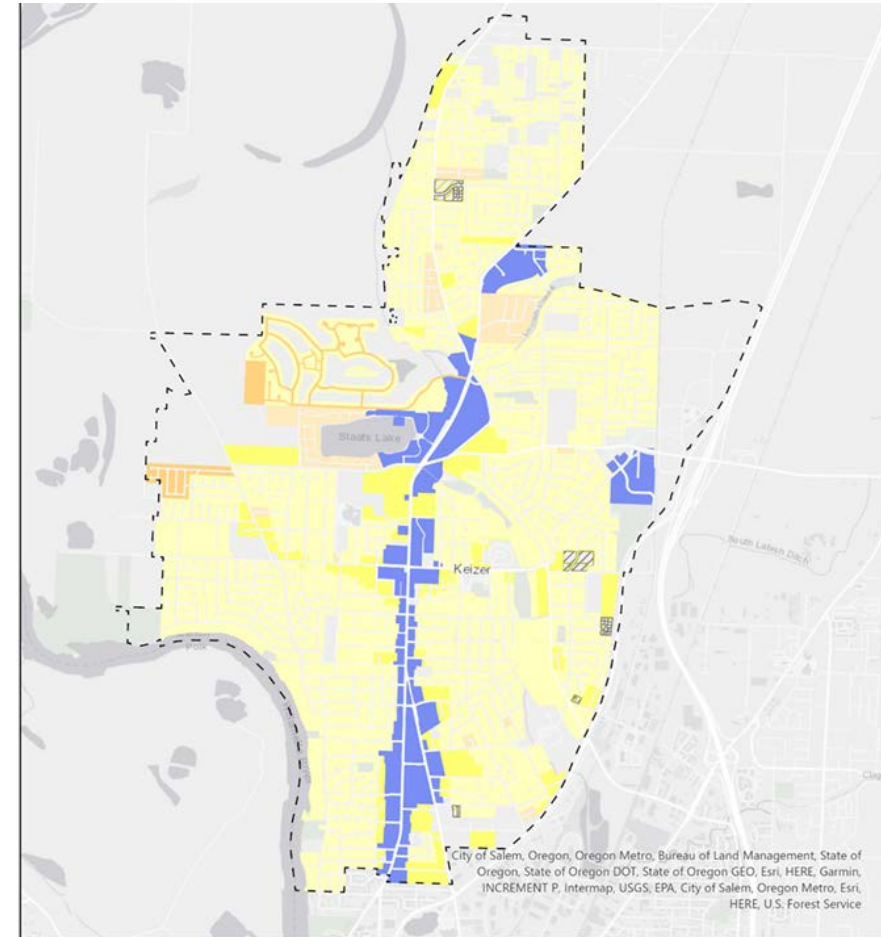 Staats Lake
South Labish Ditch
Keizer
Polk
City of Salem, Oregon, Oregon Metro, Bureau of Land Management, State of
Oregon, State of Oregon DOT, State of Oregon GEO, Esri, HERE, Garmin,
INCREMENT P, Intermap, USGS, EPA, City of Salem, Oregon Metro, Esri,
HERE, U.S. Forest Service